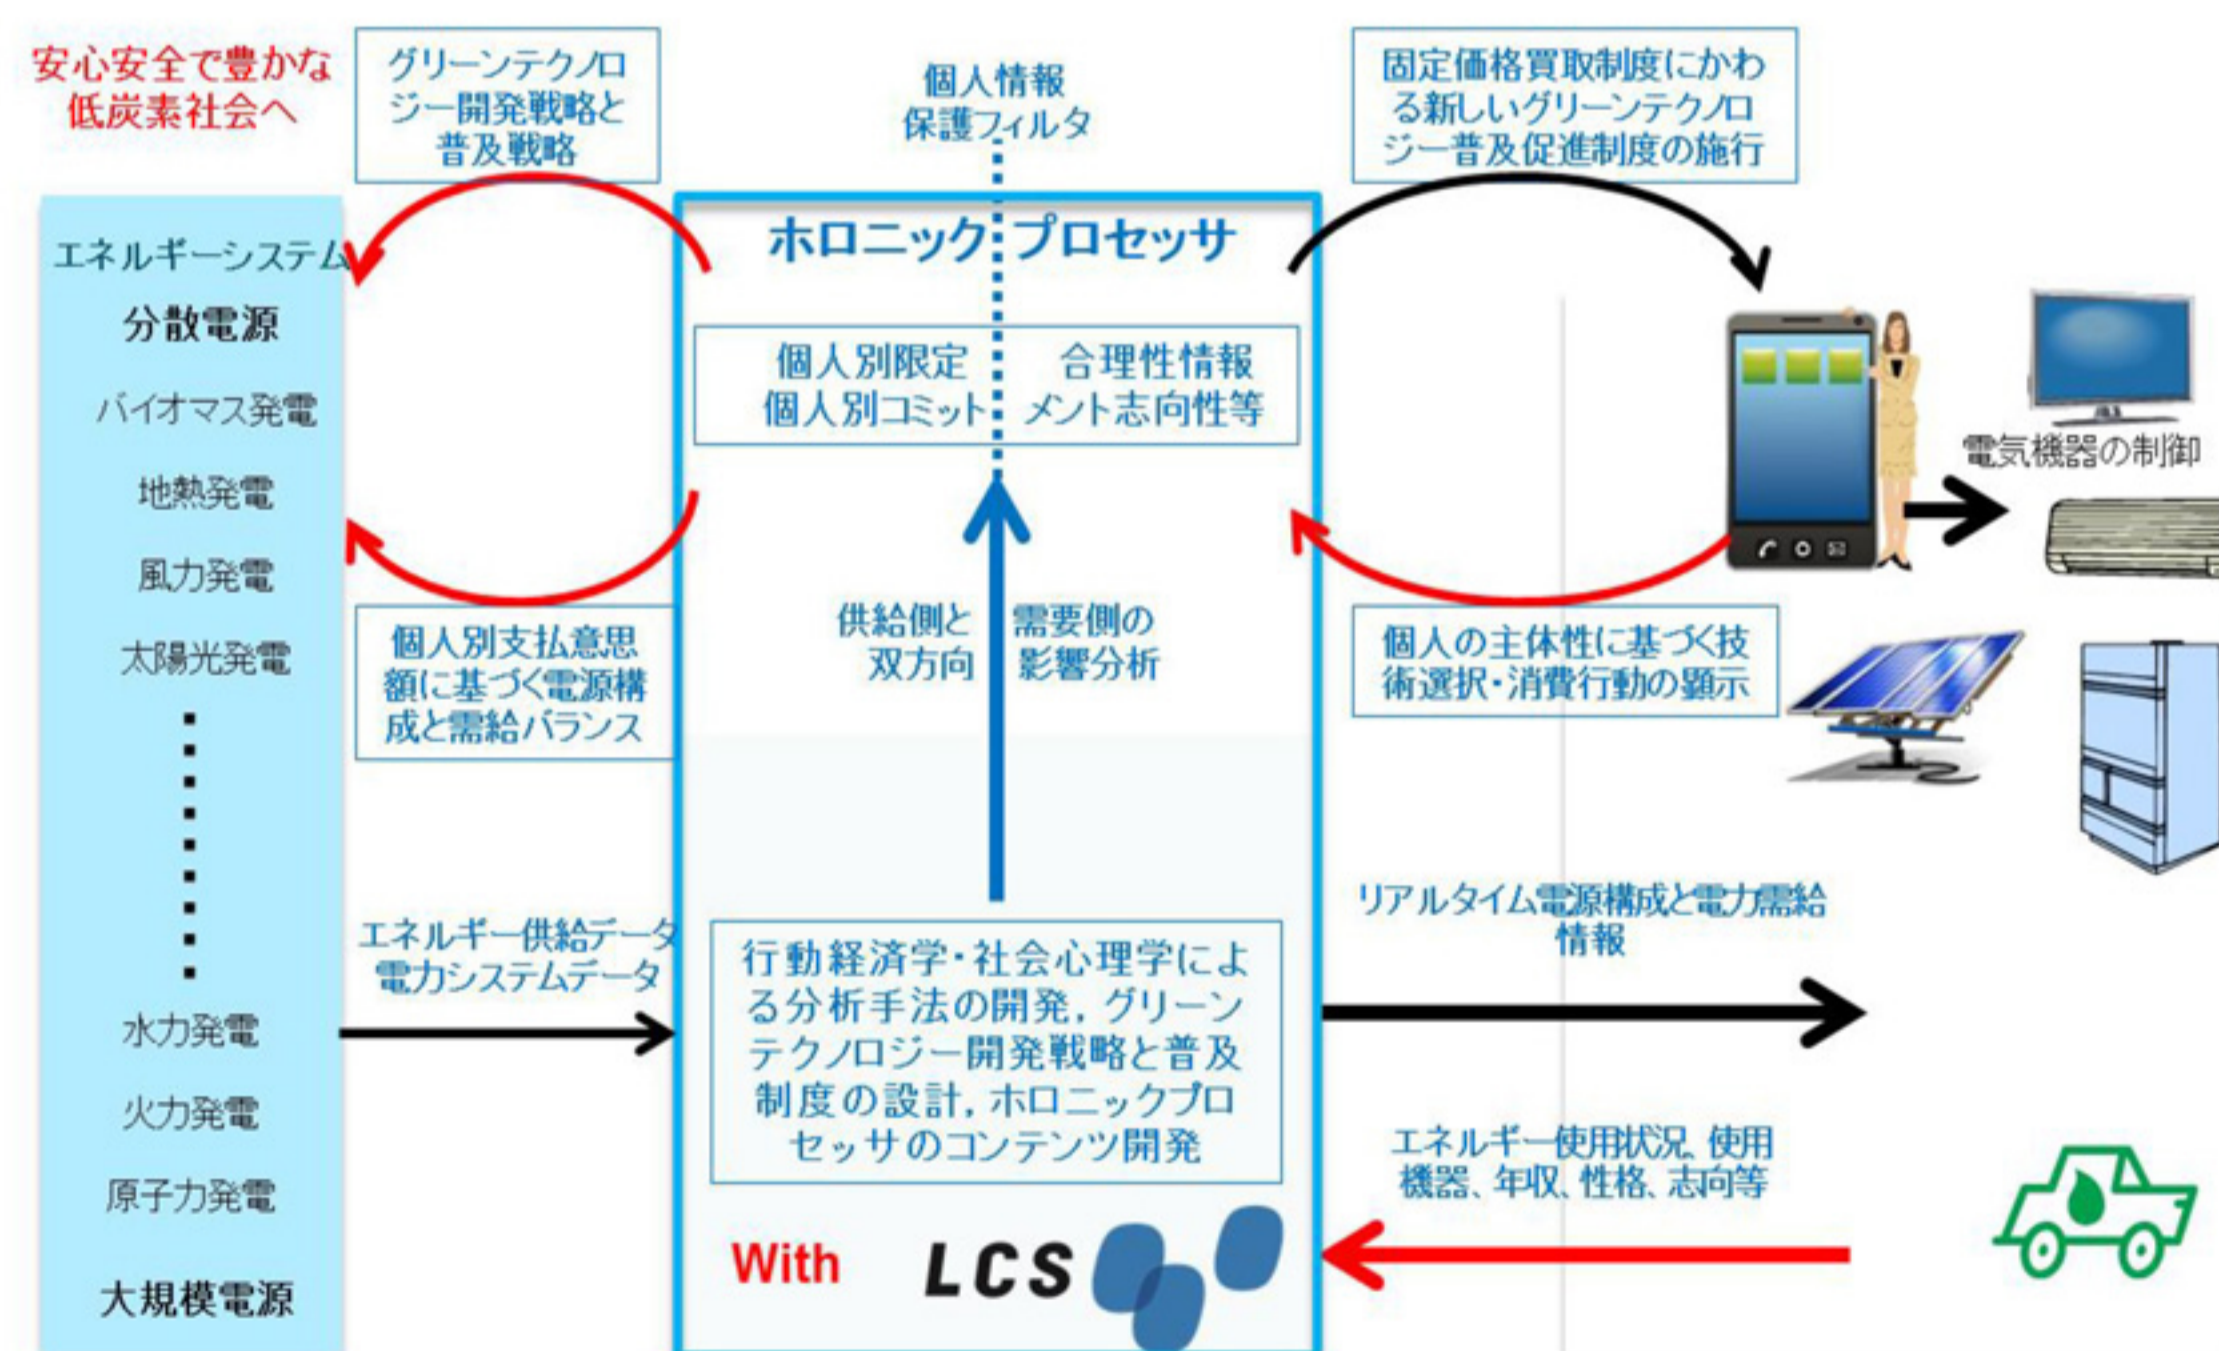 安心安全で豊かな
低炭素社会へ
グリーンテクノロ
ジー開発戦略と
普及戦略
個人情報
保護フィルタ
固定価格買取制度にかわ
る新しいグリーンテクノロ
ジー普及促進制度の施行
エネルギーシステム
分散電源
バイオマス発電
地熱発電
風力発電
太陽光発電
水力発電
火力発電
原子力発電
大規模電源
ホロニック プロセッサ
個人別限定 合理性情報
個人別コミット メント志向性等
供給側と 需要側の
双方向 影響分析
個人別支払意思
額に基づく電源構
成と需給バランス
エネルギー供給データ
電力システムデータ
行動経済学・社会心理学によ
る分析手法の開発, グリーン
テクノロジー開発戦略と普及
制度の設計, ホロニックプロ
セッサのコンテンツ開発
With LCS
電気機器の制御
個人の主体性に基づく技
術選択・消費行動の顕示
リアルタイム電源構成と電力需給
情報
エネルギー使用状況、使用
機器、年収、性格、志向等